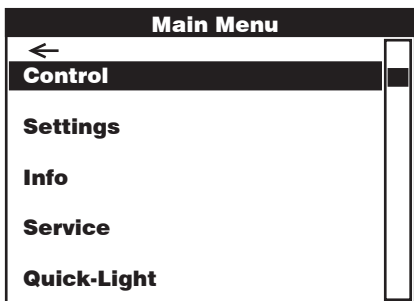 Main Menu
←
Control
Settings
Info
Service
Quick-Light